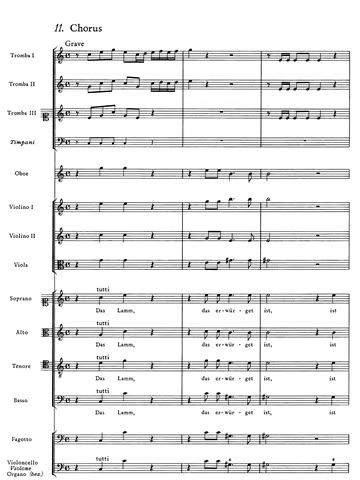 11. Chorus
Grave
Tromba I
Tromba II
Tromba III
Timpani
Oboe
Violino I
Violino II
Viola
tutti
Soprano
Das Lamm, das er-wür- get ist, ist
tutti
Alto
Das Lamm, das er-wür- get ist, ist
tutti
Tenore
Das Lamm, das er-wür- get ist, ist
tutti
Basso
Das Lamm, das er-wür- get ist, ist
Fagotto
Violoncello
Violone
Organo (bez.)